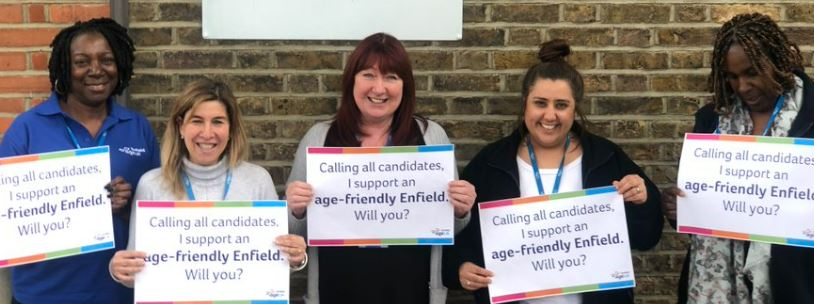 ling all candidates,
I support an
e-friendly Enfield.
Will you?
Calling all candidates,
I support an
age-friendly Enfield.
Will you?
Calling all candidates,
I support an
age-friendly Enfield.
Will you?
Calling all candidates,
I support an
age-friendly Enfield.
Will you?
Calling all candidates
I support an
age-friendly Enfield
Will you?